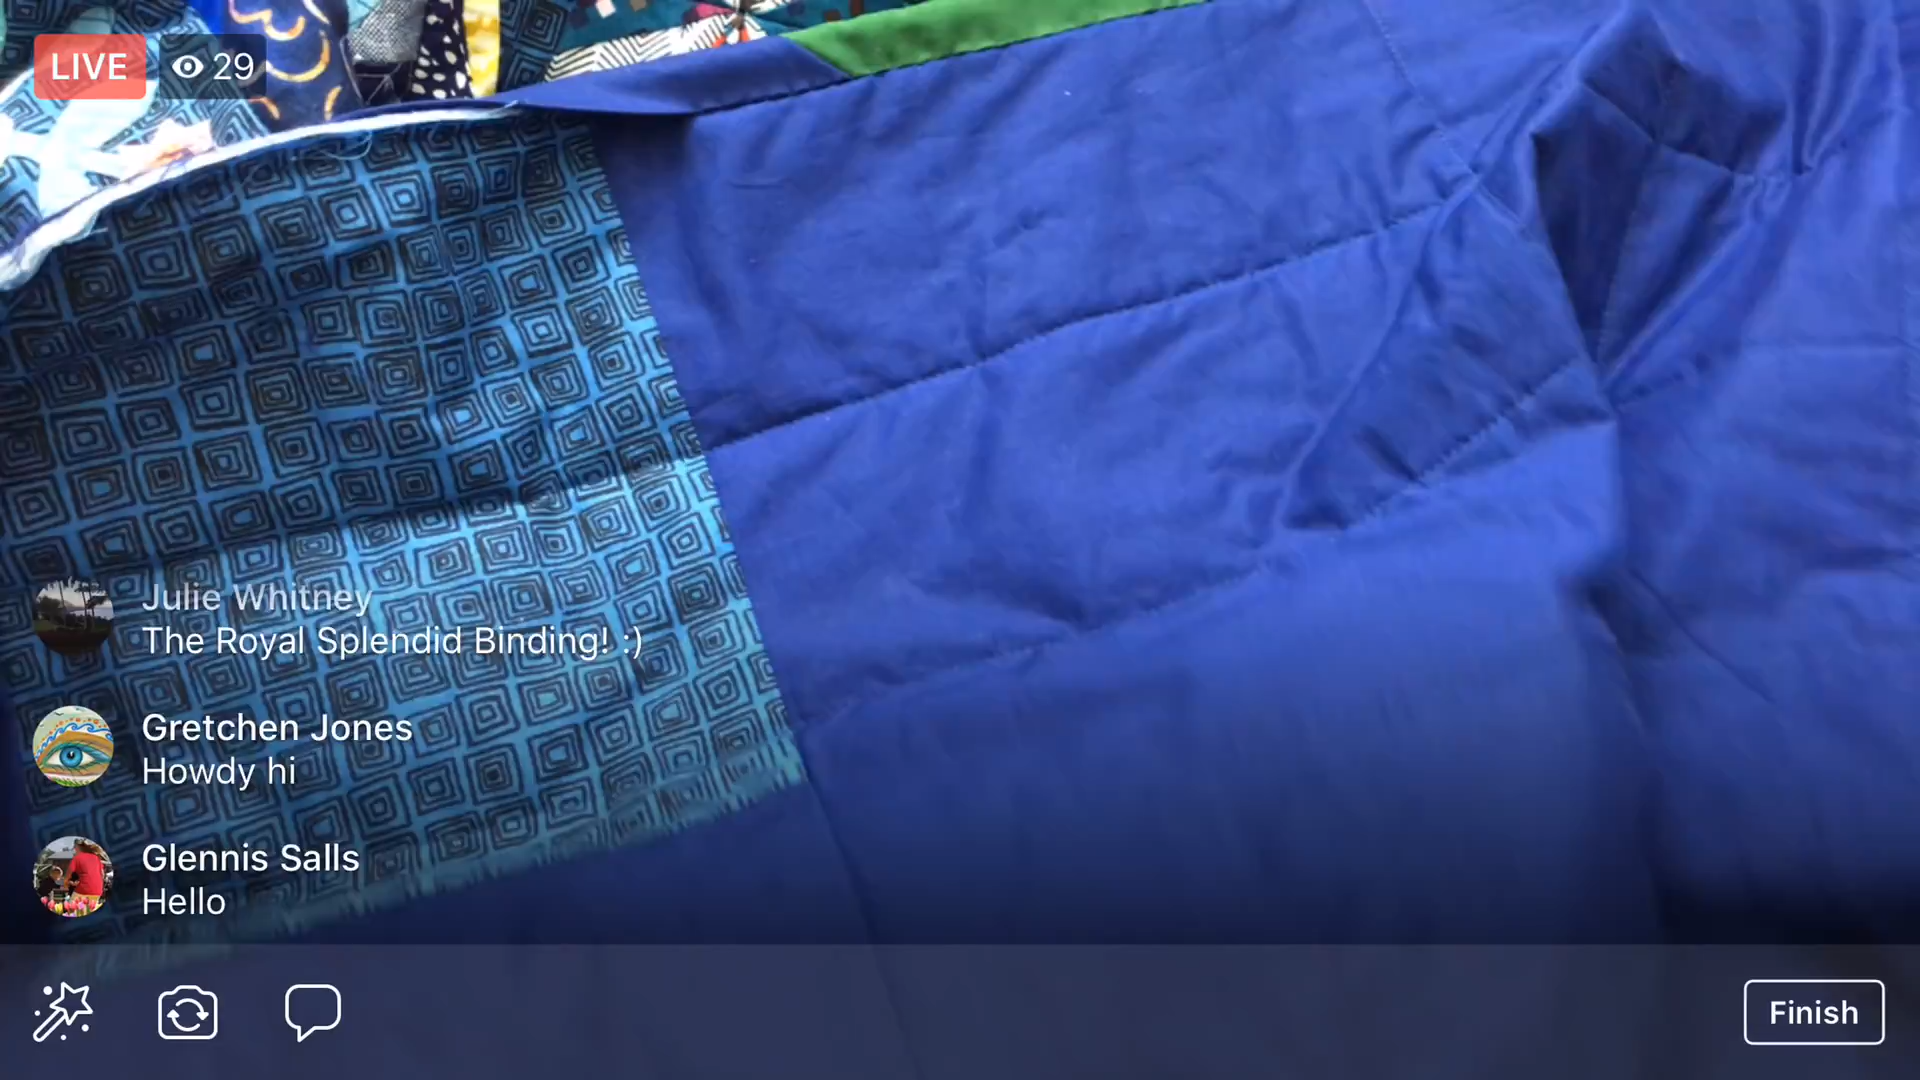 LIVE 29
Julie Whitney
The Royal Splendid Binding! :)
Gretchen Jones
Howdy hi
Glennis Salls
Hello
Finish